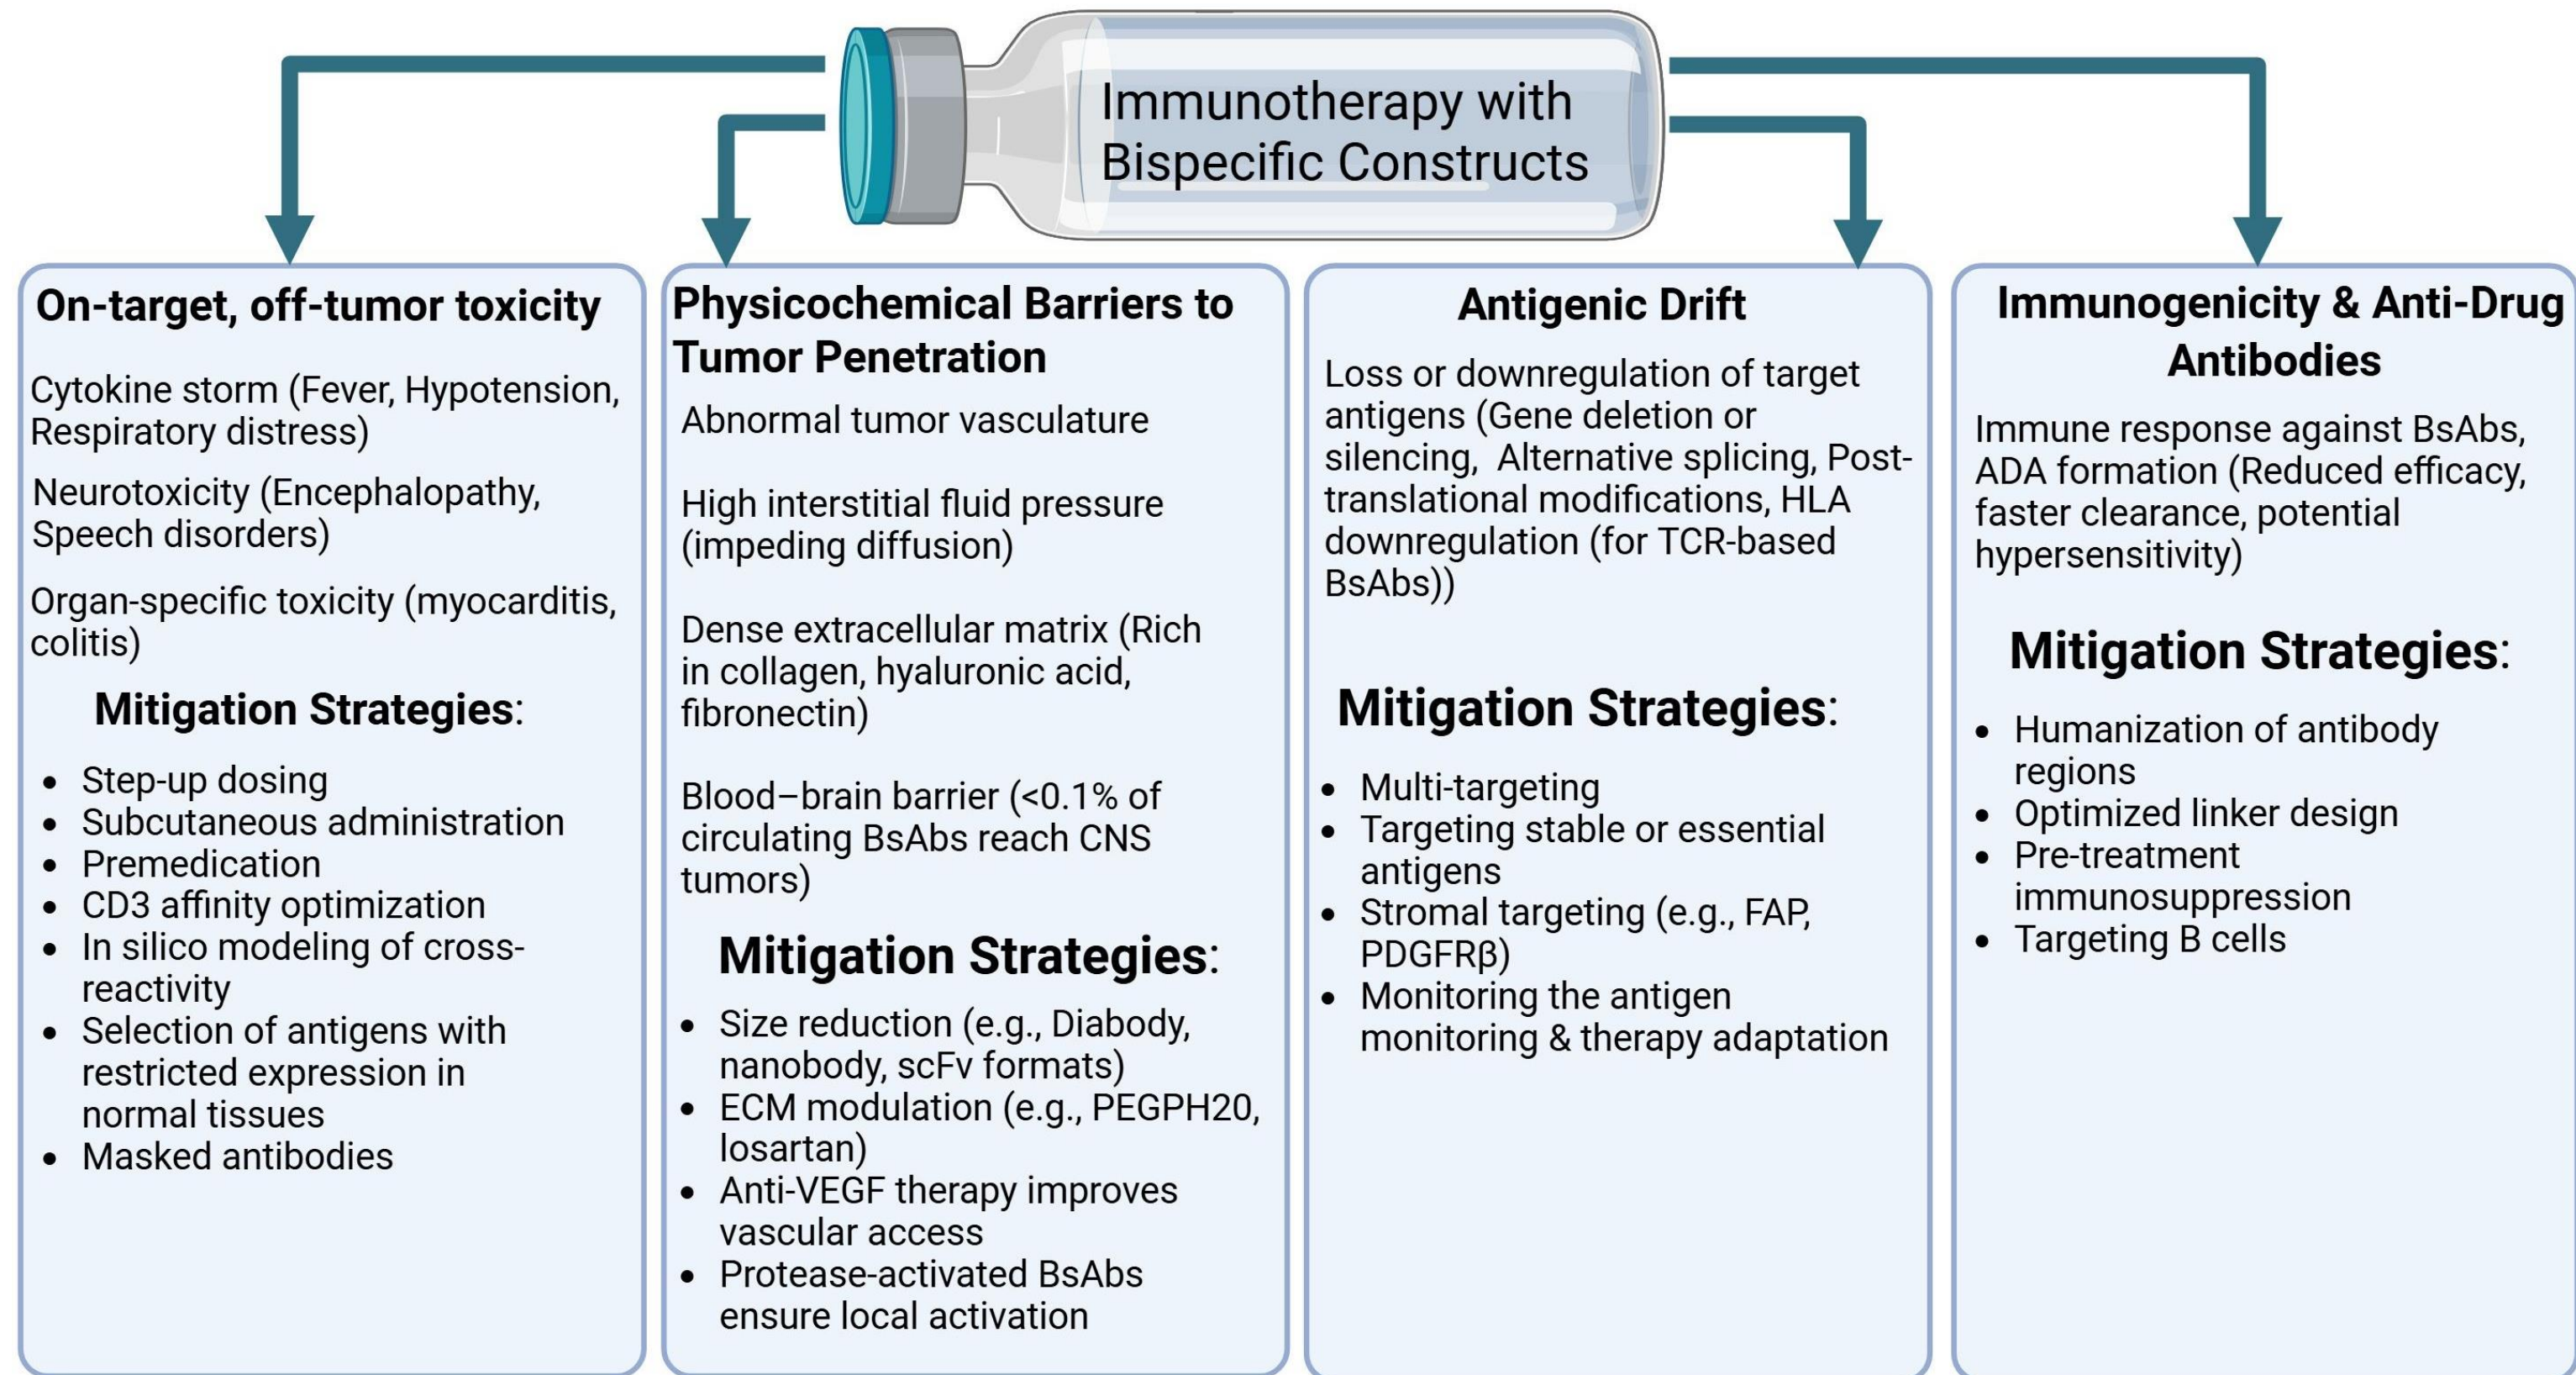 Immunotherapy with
Bispecific Constructs
On-target, off-tumor toxicity
Cytokine storm (Fever, Hypotension,
Respiratory distress)
Neurotoxicity (Encephalopathy,
Speech disorders)
Organ-specific toxicity (myocarditis,
colitis)
Mitigation Strategies:
• Step-up dosing
• Subcutaneous administration
• Premedication
• CD3 affinity optimization
• In silico modeling of cross-
reactivity
• Selection of antigens with
restricted expression in
normal tissues
• Masked antibodies
Physicochemical Barriers to
Tumor Penetration
Abnormal tumor vasculature
High interstitial fluid pressure
(impeding diffusion)
Dense extracellular matrix (Rich
in collagen, hyaluronic acid,
fibronectin)
Blood–brain barrier (<0.1% of
circulating BsAbs reach CNS
tumors)
Mitigation Strategies:
• Size reduction (e.g., Diabody,
nanobody, scFv formats)
• ECM modulation (e.g., PEGPH20,
losartan)
• Anti-VEGF therapy improves
vascular access
• Protease-activated BsAbs
ensure local activation
Antigenic Drift
Loss or downregulation of target
antigens (Gene deletion or
silencing,  Alternative splicing, Post-
translational modifications, HLA
downregulation (for TCR-based
BsAbs))
Mitigation Strategies:
• Multi-targeting
• Targeting stable or essential
antigens
• Stromal targeting (e.g., FAP,
PDGFRβ)
• Monitoring the antigen
monitoring & therapy adaptation
Immunogenicity & Anti-Drug
Antibodies
Immune response against BsAbs,
ADA formation (Reduced efficacy,
faster clearance, potential
hypersensitivity)
Mitigation Strategies:
• Humanization of antibody
regions
• Optimized linker design
• Pre-treatment
immunosuppression
• Targeting B cells